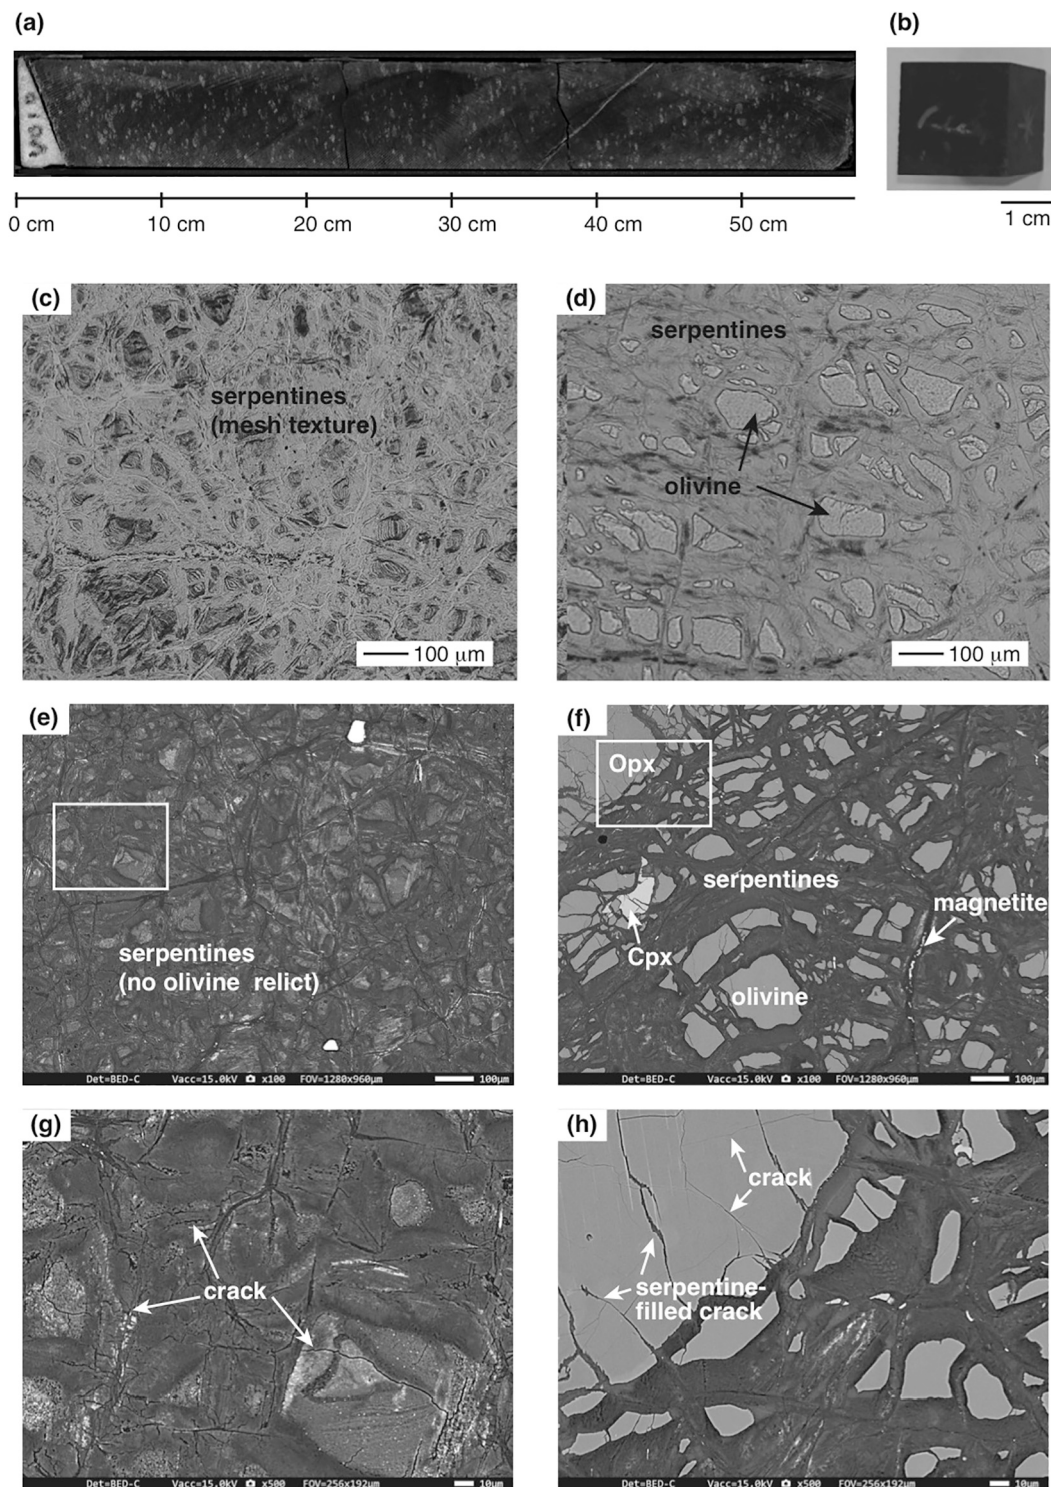 (a)
(b)
0 cm 10 cm 20 cm 30 cm 40 cm 50 cm
1 cm
(c)
serpentines
(mesh texture)
100 μm
(d)
serpentines
olivine
100 μm
(e)
serpentines
(no olivine relict)
Det=BED-C Vacc=15.0kV x100 FOV=1280x960μm 100μm
(f)
Opx
serpentines
magnetite
Cpx
olivine
Det=BED-C Vacc=15.0kV x100 FOV=1280x960μm 100μm
(g)
crack
Det=BED-C Vacc=15.0kV x500 FOV=256x192μm 10μm
(h)
crack
serpentine-
filled crack
Det=BED-C Vacc=15.0kV x500 FOV=256x192μm 10μm